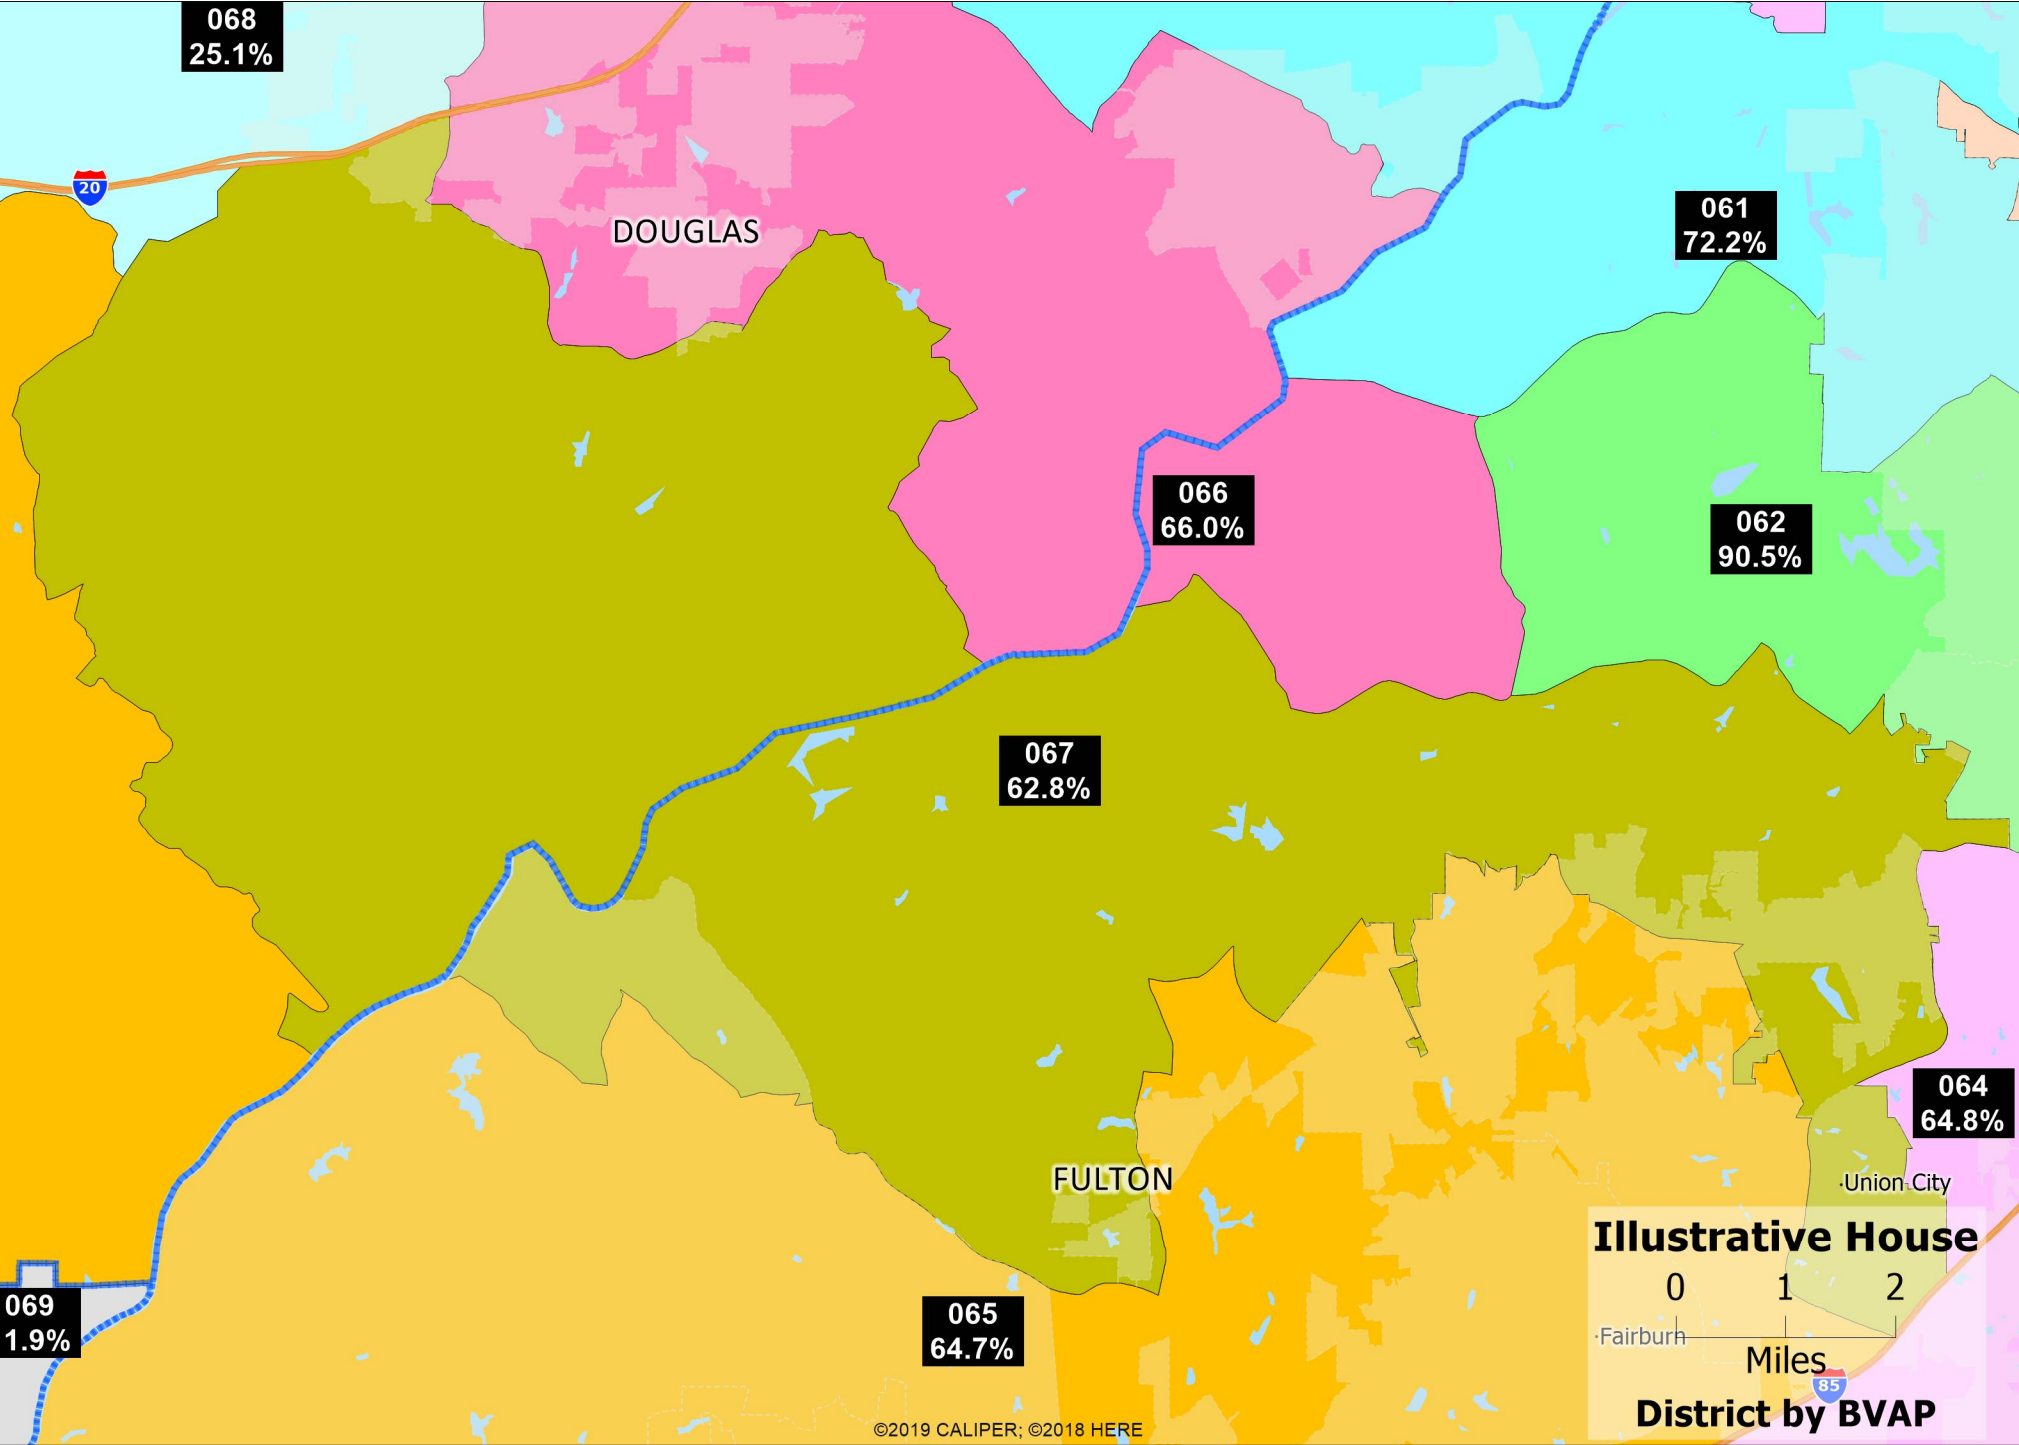 068
25.1%
20
DOUGLAS
061
72.2%
066
66.0%
062
90.5%
067
62.8%
064
64.8%
FULTON
Union City
Illustrative House
0 1 2
069
1.9%
065
64.7%
Fairburn
Miles
85
District by BVAP
©2019 CALIPER; ©2018 HERE